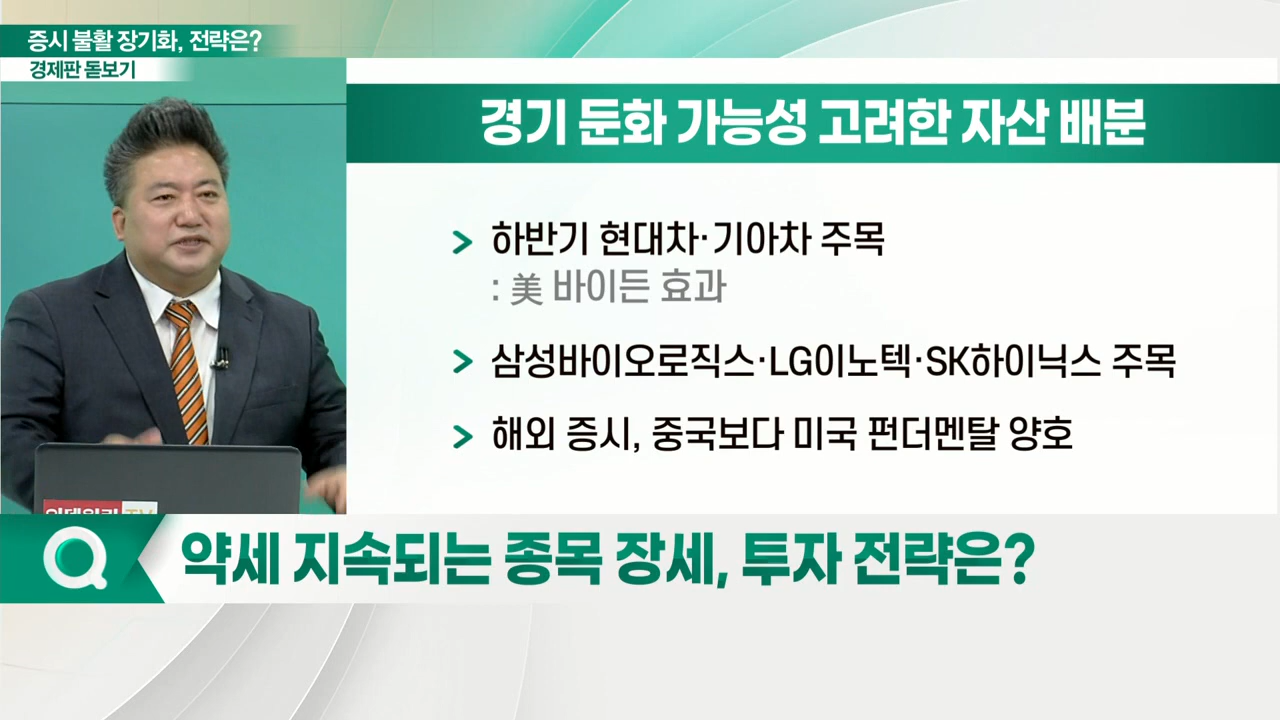 증시 불활 장기화, 전략은?
경제판 돋보기
경기 둔화 가능성 고려한 자산 배분
하반기 현대차·기아차 주목
: 美 바이든 효과
삼성바이오로직스·LG이노텍·SK하이닉스 주목
해외 증시, 중국보다 미국 펀더멘탈 양호
약세 지속되는 종목 장세, 투자 전략은?